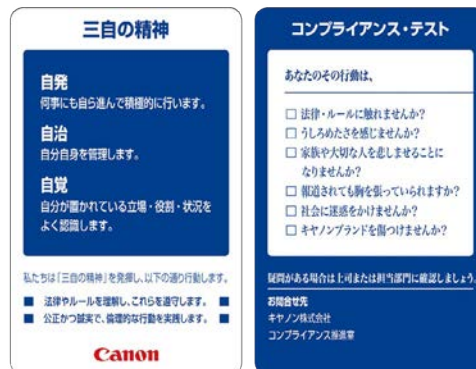 三自の精神
自発
何事にも自ら進んで積極的に行います。
自治
自分自身を管理します。
自覚
自分が置かれている立場・役割・状況を
よく認識します。
私たちは「三自の精神」を発揮し、以下の通り行動します。
■ 法律やルールを理解し、これらを遵守します。 ■
■ 公正かつ誠実で、倫理的な行動を実践します。 ■
Canon
コンプライアンス・テスト
あなたのその行動は、
□ 法律・ルールに触れませんか?
□ うしろめたさを感じませんか?
□ 家族や大切な人を悲しませることに
なりませんか?
□ 報道されても胸を張っていられますか?
□ 社会に迷惑をかけませんか?
□ キヤノンブランドを傷つけませんか?
疑問がある場合は上司または担当部門に確認しましょう。
お問合せ先
キヤノン株式会社
コンプライアンス推進室